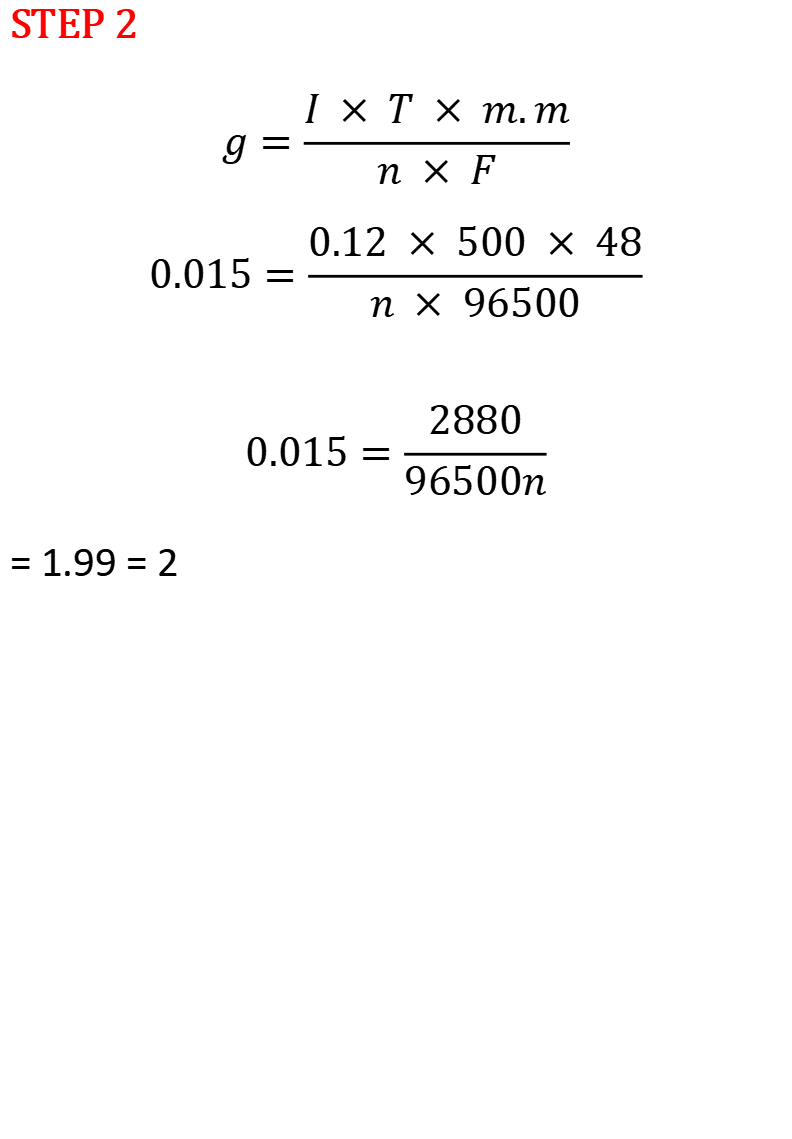 STEP 2
g = I × T × m.m / n × F
0.015 = 0.12 × 500 × 48 / n × 96500
0.015 = 2880 / 96500n
= 1.99 = 2